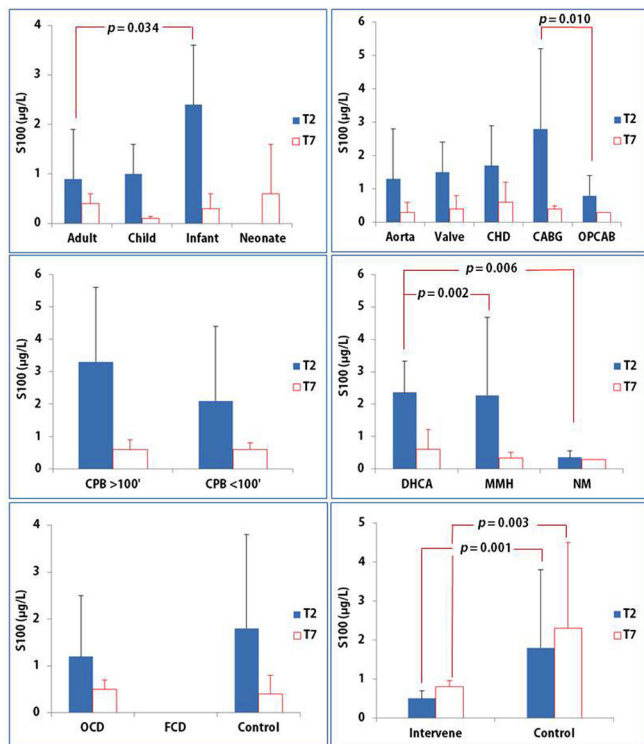 p = 0.034
4
3
2
1
0
S100 (µg/L)
T2
T7
Adult Child Infant Neonate
p = 0.010
6
5
4
3
2
1
0
S100 (µg/L)
T2
T7
Aorta Valve CHD CABG OPCAB
6
5
4
3
2
1
0
S100 (µg/L)
T2
T7
CPB >100' CPB <100'
p = 0.006
p = 0.002
6
5
4
3
2
1
0
S100 (µg/L)
T2
T7
DHCA MMH NM
4
3
2
1
0
S100 (µg/L)
T2
T7
OCD FCD Control
p = 0.003
p = 0.001
5
4
3
2
1
0
S100 (µg/L)
T2
T7
Intervene Control